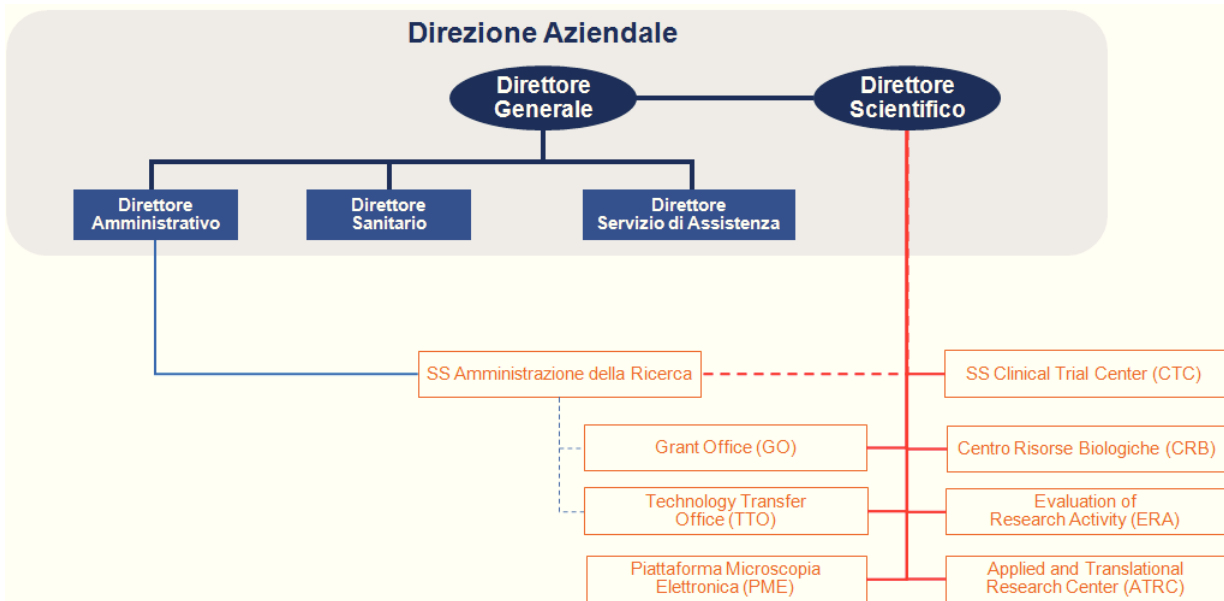 Direzione Aziendale
Direttore
Generale
Direttore
Scientifico
Direttore
Amministrativo
Direttore
Sanitario
Direttore
Servizio di Assistenza
SS Amministrazione della Ricerca
SS Clinical Trial Center (CTC)
Grant Office (GO)
Centro Risorse Biologiche (CRB)
Technology Transfer
Office (TTO)
Evaluation of
Research Activity (ERA)
Piattaforma Microscopia
Elettronica (PME)
Applied and Translational
Research Center (ATRC)